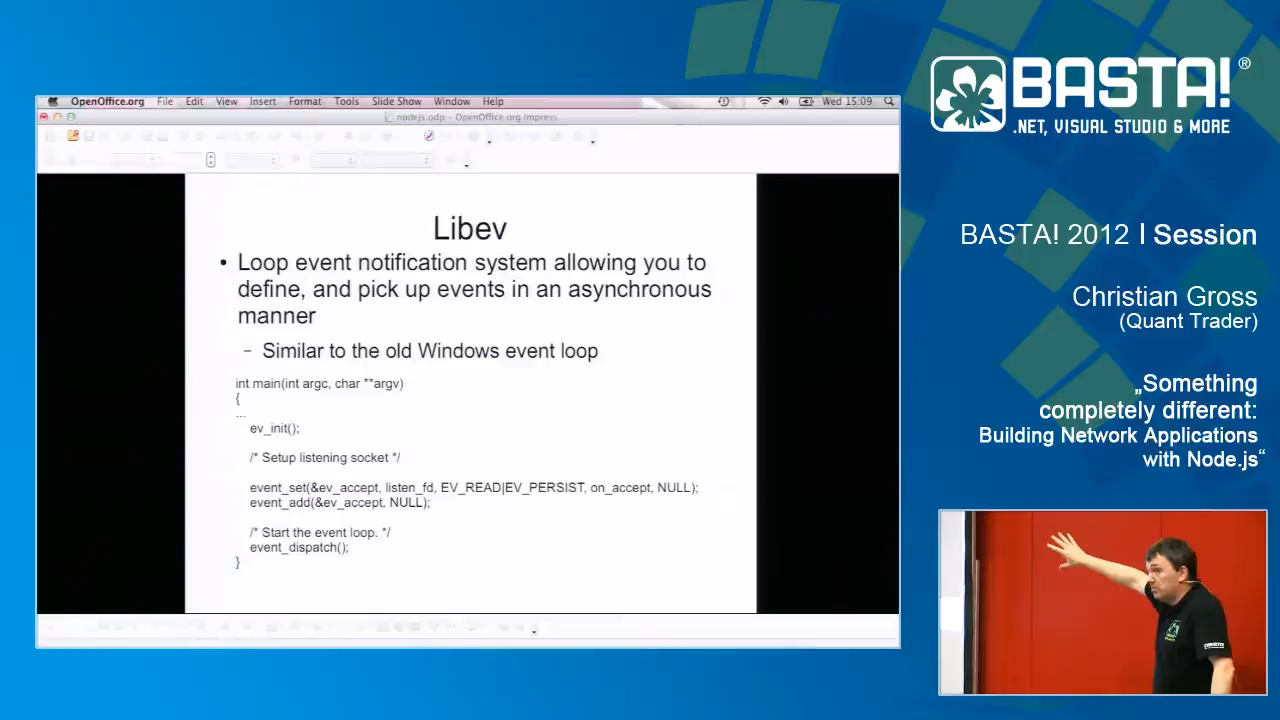 OpenOffice.org File Edit View Insert Format Tools Slide Show Window Help Wed 15.09
nodejs.odp - OpenOffice.org Impress
Libev
• Loop event notification system allowing you to
define, and pick up events in an asynchronous
manner
– Similar to the old Windows event loop
int main(int argc, char **argv)
{
...
ev_init();
/* Setup listening socket */
event_set(&ev_accept, listen_fd, EV_READ|EV_PERSIST, on_accept, NULL);
event_add(&ev_accept, NULL);
/* Start the event loop. */
event_dispatch();
}
BASTA!®
.NET, VISUAL STUDIO & MORE
BASTA! 2012 | Session
Christian Gross
(Quant Trader)
„Something
completely different:
Building Network Applications
with Node.js“